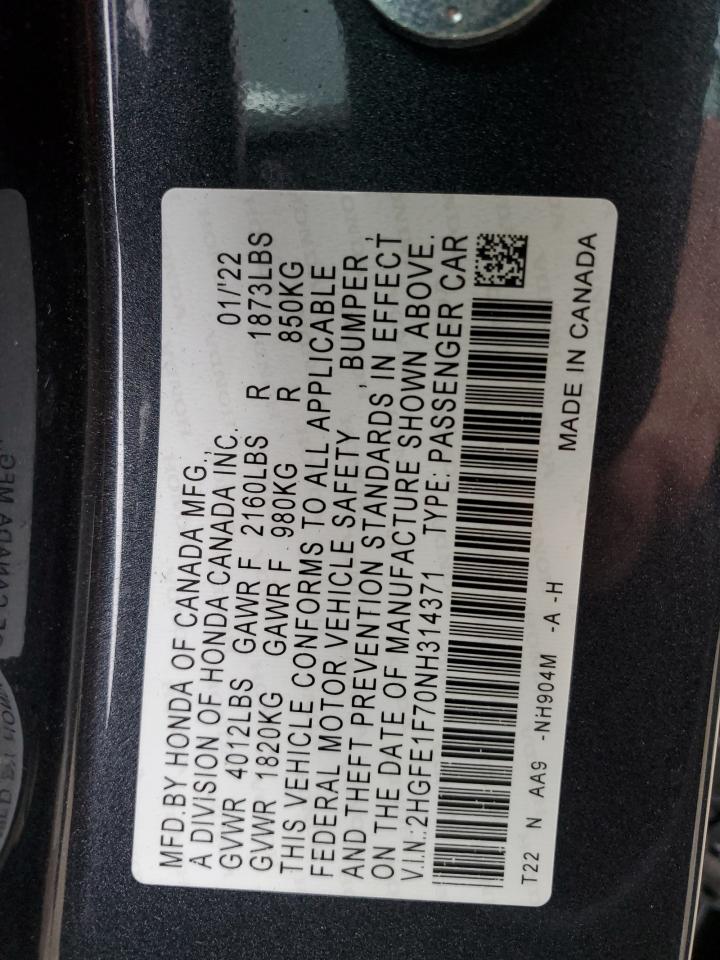 MFD.BY HONDA OF CANADA MFG.,
A DIVISION OF HONDA CANADA INC. 01/'22
GVWR 4012LBS GAWR F 2160LBS R 1873LBS
GVWR 1820KG GAWR F 980KG R 850KG
THIS VEHICLE CONFORMS TO ALL APPLICABLE
FEDERAL MOTOR VEHICLE SAFETY , BUMPER ,
AND THEFT PREVENTION STANDARDS IN EFFECT
ON THE DATE OF MANUFACTURE SHOWN ABOVE.
V.I.N.:2HGFE1F70NH314371 TYPE: PASSENGER CAR
T22 N AA9 -NH904M -A -H MADE IN CANADA